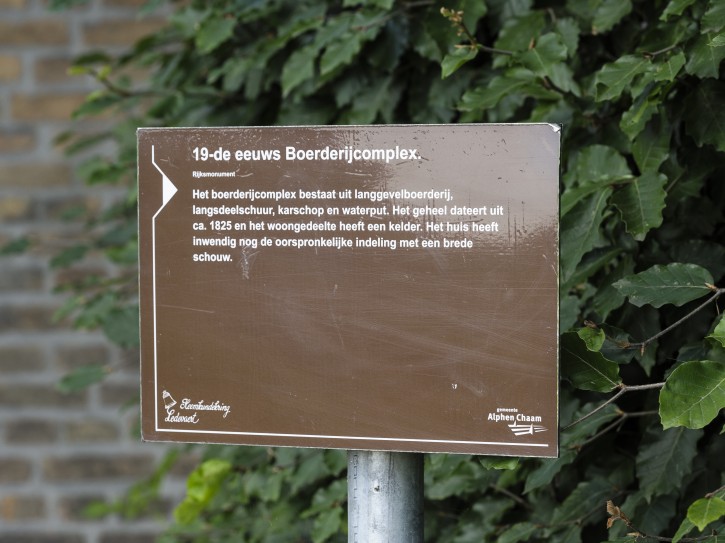 19-de eeuws Boerderijcomplex.
Rijksmonument
Het boerderijcomplex bestaat uit langgevelboerderij,
langsdeelschuur, karschop en waterput. Het geheel dateert uit
ca. 1825 en het woongedeelte heeft een kelder. Het huis heeft
inwendig nog de oorspronkelijke indeling met een brede
schouw.
Heemkundekring
gemeente
Alphen Chaam